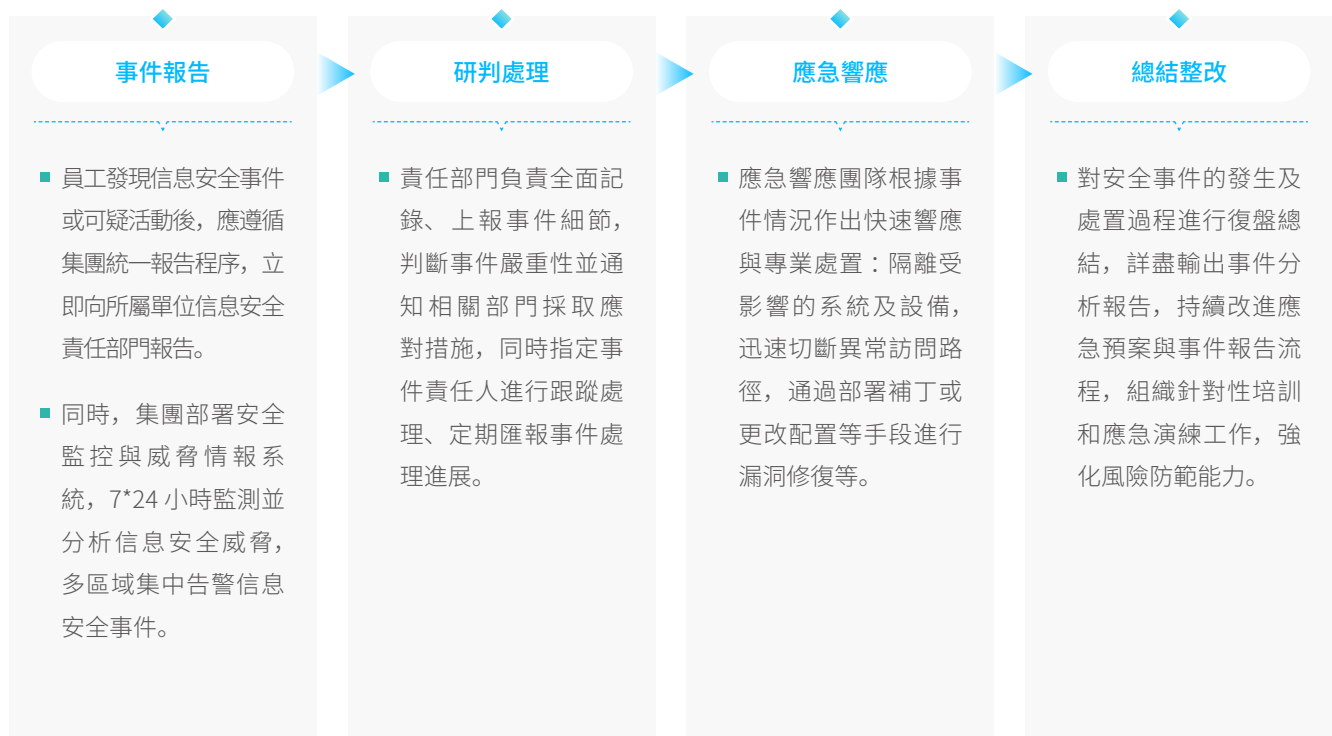 事件報告
員工發現信息安全事件
或可疑活動後，應遵循
集團統一報告程序，立
即向所屬單位信息安全
責任部門報告。
同時，集團部署安全
監控與威脅情報系
統，7*24 小時監測並
分析信息安全威脅，
多區域集中告警信息
安全事件。
研判處理
責任部門負責全面記
錄、上報事件細節，
判斷事件嚴重性並通
知相關部門採取應
對措施，同時指定事
件責任人進行跟蹤處
理、定期匯報事件處
理進展。
應急響應
應急響應團隊根據事
件情況作出快速響應
與專業處置：隔離受
影響的系統及設備，
迅速切斷異常訪問路
徑，通過部署補丁或
更改配置等手段進行
漏洞修復等。
總結整改
對安全事件的發生及
處置過程進行復盤總
結，詳盡輸出事件分
析報告，持續改進應
急預案與事件報告流
程，組織針對性培訓
和應急演練工作，強
化風險防範能力。